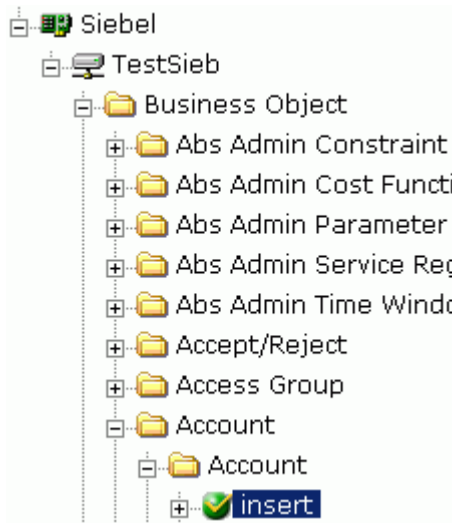 Siebel
TestSieb
Business Object
Abs Admin Constraint
Abs Admin Cost Functi
Abs Admin Parameter
Abs Admin Service Reg
Abs Admin Time Windo
Accept/Reject
Access Group
Account
Account
insert